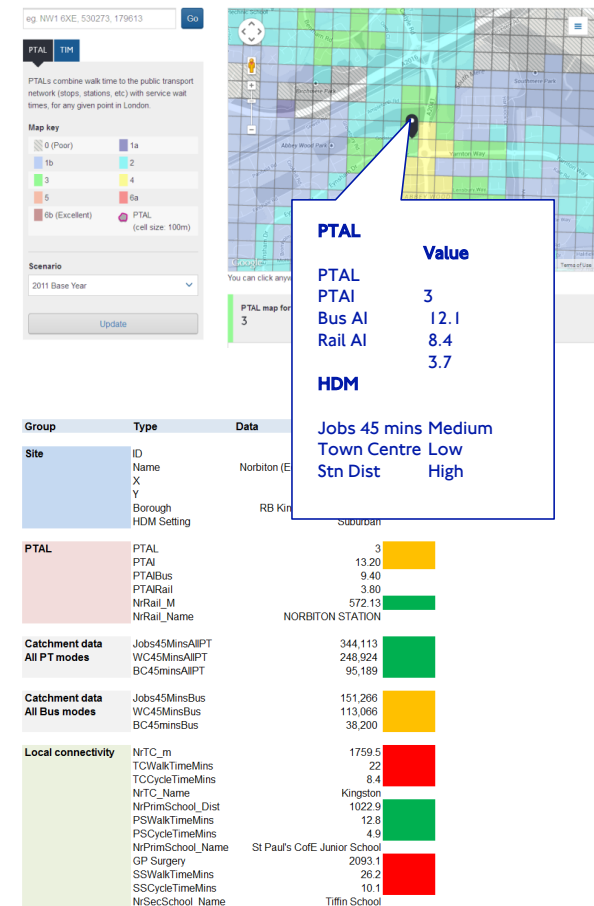 eg. NW1 6XE, 530273, 179613
Go
PTAL TIM
PTALs combine walk time to the public transport
network (stops, stations, etc) with service wait
times, for any given point in London.
Map key
0 (Poor) 1a
1b 2
3 4
5 6a
6b (Excellent) PTAL
(cell size: 100m)
Scenario
2011 Base Year
Update
Birchmere Park
Southmere Park
Abbey Wood Park
Yarnton Way
Google
Terms of Use
You can click anyw
PTAL map for
3
PTAL
Value
PTAL
PTAI 3
Bus AI 12.1
Rail AI 8.4
3.7
HDM
Jobs 45 mins Medium
Town Centre Low
Stn Dist High
Group Type Data
Site ID
Name Norbiton (E
X
Y
Borough RB Kin
HDM Setting Suburban
PTAL PTAL 3
PTAI 13.20
PTAIBus 9.40
PTAIRail 3.80
NrRail_M 572.13
NrRail_Name NORBITON STATION
Catchment data Jobs45MinsAllPT 344,113
All PT modes WC45MinsAllPT 248,924
BC45minsAllPT 95,189
Catchment data Jobs45MinsBus 151,266
All Bus modes WC45MinsBus 113,066
BC45minsBus 38,200
Local connectivity NrTC_m 1759.5
TCWalkTimeMins 22
TCCycleTimeMins 8.4
NrTC_Name Kingston
NrPrimSchool_Dist 1022.9
PSWalkTimeMins 12.8
PSCycleTimeMins 4.9
NrPrimSchool_Name St Paul's CofE Junior School
GP Surgery 2093.1
SSWalkTimeMins 26.2
SSCycleTimeMins 10.1
NrSecSchool_Name Tiffin School